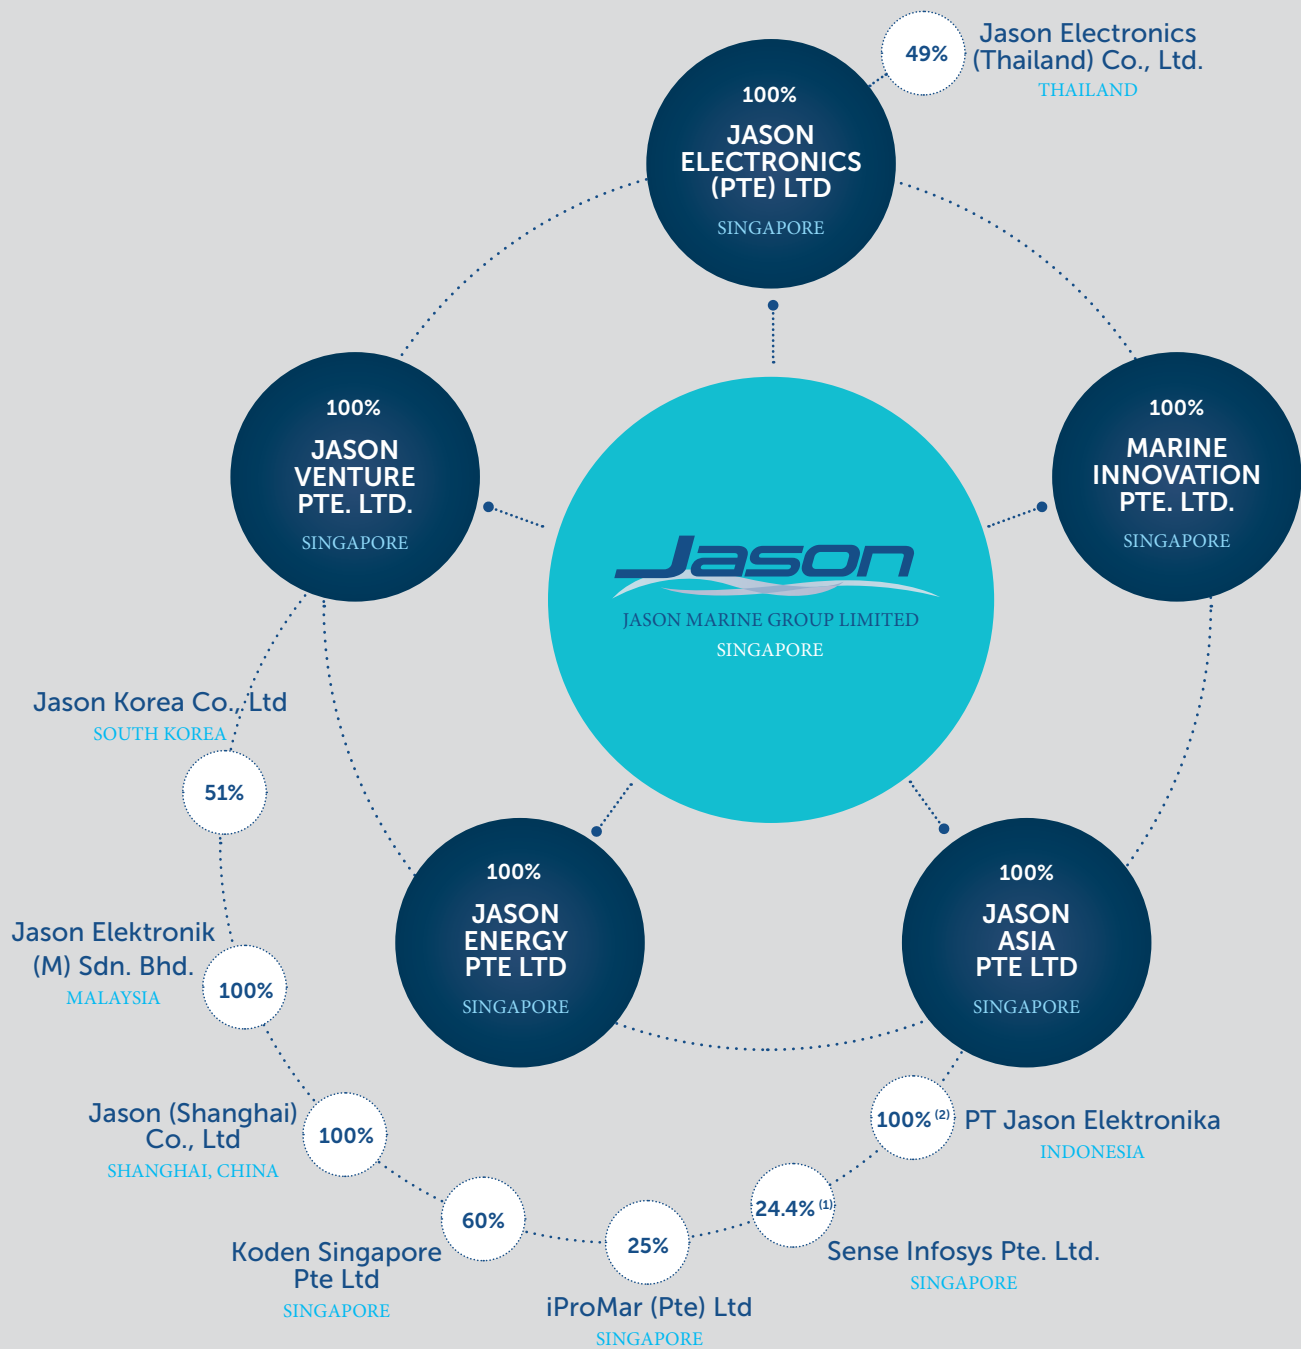 49%
Jason Electronics
(Thailand) Co., Ltd.
THAILAND
100%
JASON
ELECTRONICS
(PTE) LTD
SINGAPORE
100%
JASON
VENTURE
PTE. LTD.
SINGAPORE
100%
MARINE
INNOVATION
PTE. LTD.
SINGAPORE
Jason
JASON MARINE GROUP LIMITED
SINGAPORE
Jason Korea Co., Ltd
SOUTH KOREA
51%
100%
JASON
ENERGY
PTE LTD
SINGAPORE
100%
JASON
ASIA
PTE LTD
SINGAPORE
Jason Elektronik
(M) Sdn. Bhd.
MALAYSIA
100%
Jason (Shanghai)
Co., Ltd
SHANGHAI, CHINA
100%
60%
Koden Singapore
Pte Ltd
SINGAPORE
25%
iProMar (Pte) Ltd
SINGAPORE
24.4% (1)
Sense Infosys Pte. Ltd.
SINGAPORE
100% (2)
PT Jason Elektronika
INDONESIA